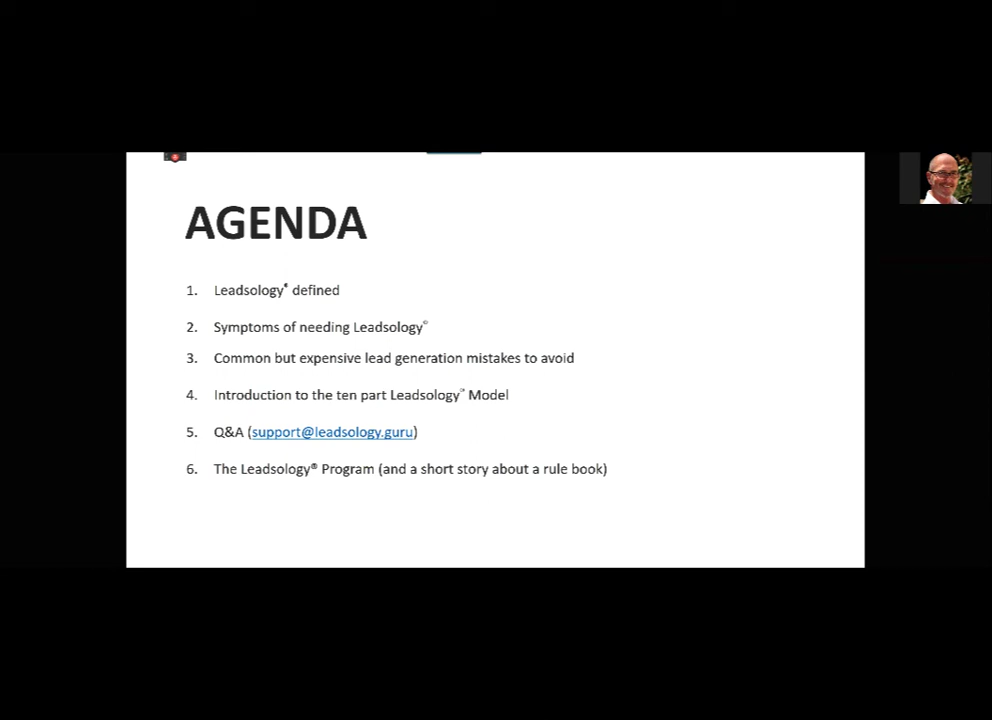 AGENDA
1. Leadsology® defined
2. Symptoms of needing Leadsology®
3. Common but expensive lead generation mistakes to avoid
4. Introduction to the ten part Leadsology® Model
5. Q&A (support@leadsology.guru)
6. The Leadsology® Program (and a short story about a rule book)